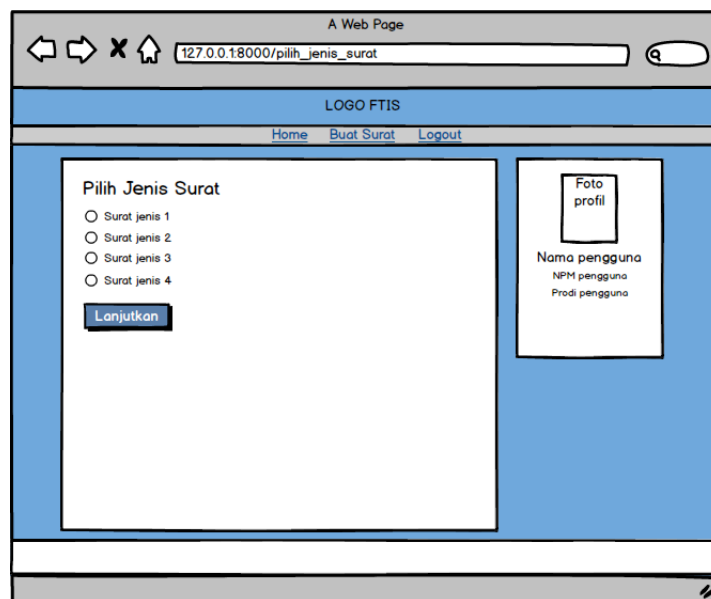 A Web Page
127.0.0.1:8000/pilih_jenis_surat
LOGO FTIS
Home Buat Surat Logout
Pilih Jenis Surat
Surat jenis 1
Surat jenis 2
Surat jenis 3
Surat jenis 4
Lanjutkan
Foto
profil
Nama pengguna
NPM pengguna
Prodi pengguna